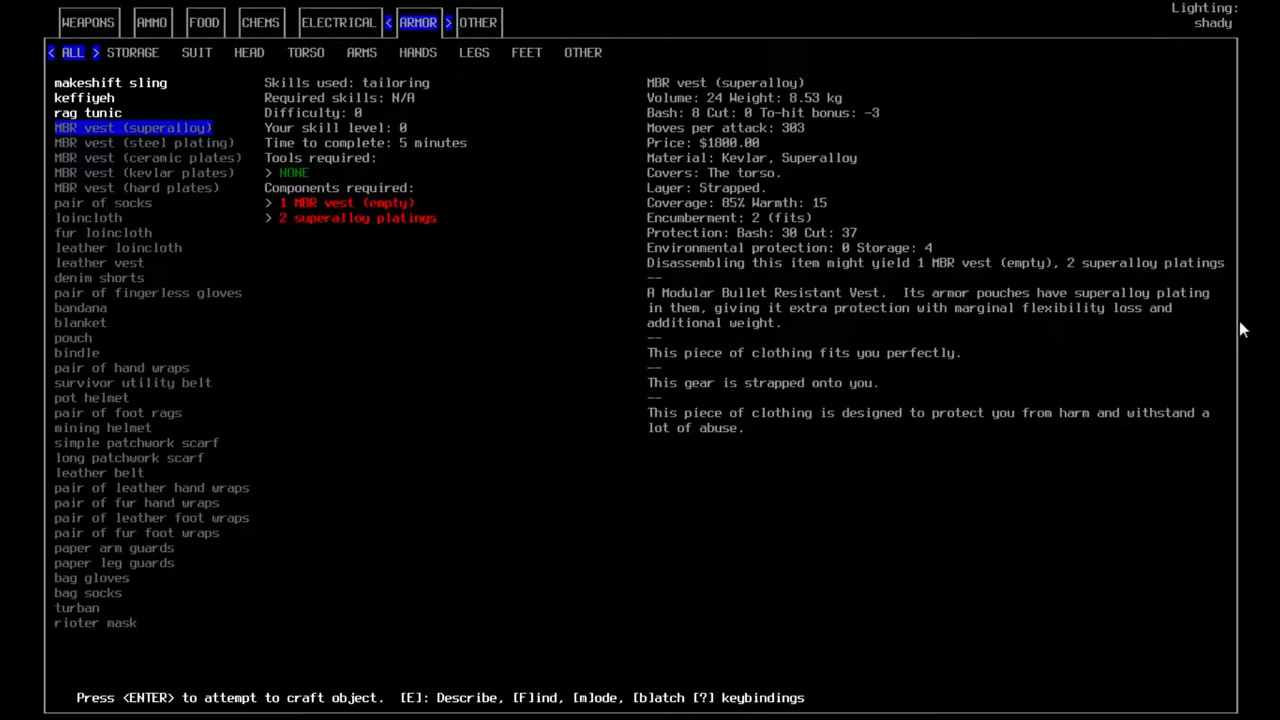 Lighting:
shady
WEAPONS AMMO FOOD CHEMS ELECTRICAL < ARMOR > OTHER
< ALL > STORAGE SUIT HEAD TORSO ARMS HANDS LEGS FEET OTHER
makeshift sling
keffiyeh
rag tunic
MBR vest (superalloy)
MBR vest (steel plating)
MBR vest (ceramic plates)
MBR vest (kevlar plates)
MBR vest (hard plates)
pair of socks
loincloth
fur loincloth
leather loincloth
leather vest
denim shorts
pair of fingerless gloves
bandana
blanket
pouch
bindle
pair of hand wraps
survivor utility belt
pot helmet
pair of foot rags
mining helmet
simple patchwork scarf
long patchwork scarf
leather belt
pair of leather hand wraps
pair of fur hand wraps
pair of leather foot wraps
pair of fur foot wraps
paper arm guards
paper leg guards
bag gloves
bag socks
turban
rioter mask
Skills used: tailoring
Required skills: N/A
Difficulty: 0
Your skill level: 0
Time to complete: 5 minutes
Tools required:
> NONE
Components required:
> 1 MBR vest (empty)
> 2 superalloy platings
MBR vest (superalloy)
Volume: 24 Weight: 8.53 kg
Bash: 8 Cut: 0 To-hit bonus: -3
Moves per attack: 303
Price: $1800.00
Material: Kevlar, Superalloy
Covers: The torso.
Layer: Strapped.
Coverage: 85% Warmth: 15
Encumberment: 2 (fits)
Protection: Bash: 30 Cut: 37
Environmental protection: 0 Storage: 4
Disassembling this item might yield 1 MBR vest (empty), 2 superalloy platings
--
A Modular Bullet Resistant Vest. Its armor pouches have superalloy plating
in them, giving it extra protection with marginal flexibility loss and
additional weight.
--
This piece of clothing fits you perfectly.
--
This gear is strapped onto you.
--
This piece of clothing is designed to protect you from harm and withstand a
lot of abuse.
Press <ENTER> to attempt to craft object. [E]: Describe, [F]ind, [m]ode, [b]atch [?] keybindings